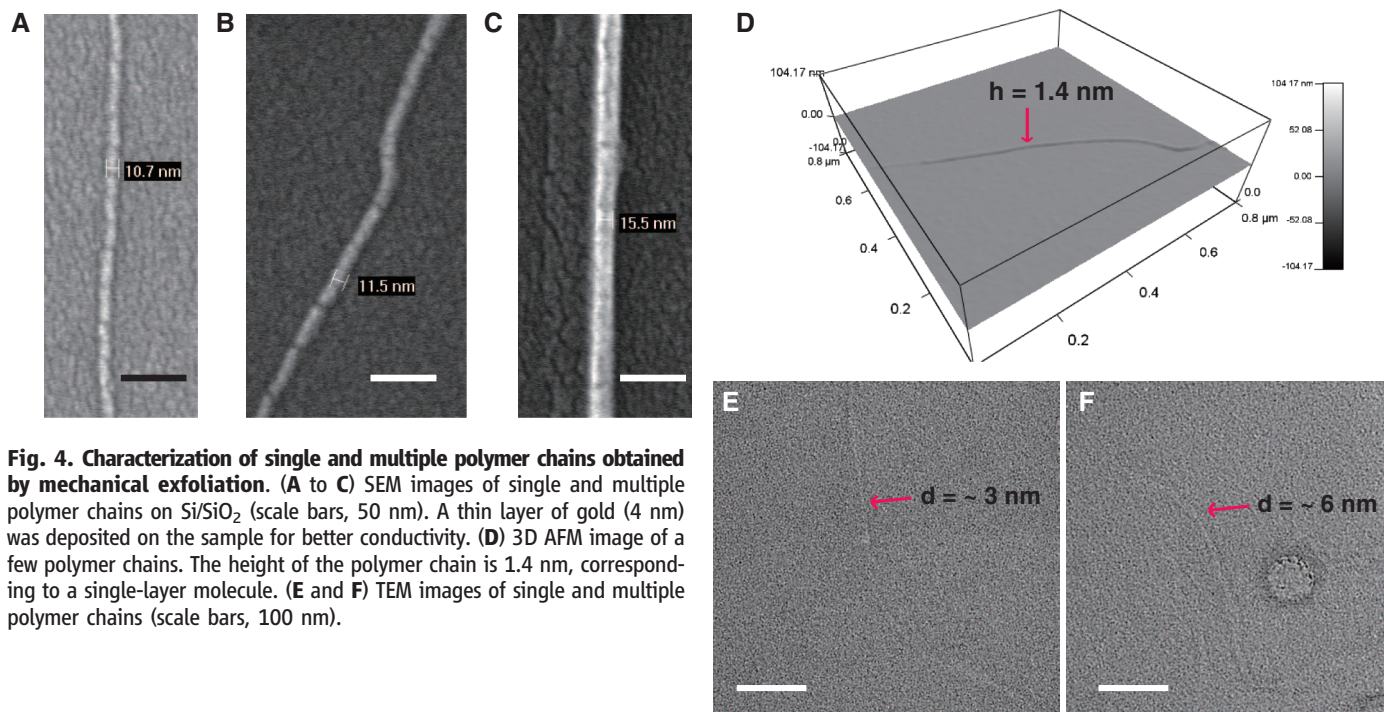 A
10.7 nm
B
11.5 nm
C
15.5 nm
D
104.17 nm
0.00
0.0
-104.17
0.8 µm
0.6
0.4
0.2
0.2
0.4
0.6
0.0
0.8 µm
h = 1.4 nm
104.17 nm
52.08
0.00
-52.08
-104.17
E
d = ~ 3 nm
F
d = ~ 6 nm
Fig. 4. Characterization of single and multiple polymer chains obtained
by mechanical exfoliation. (A to C) SEM images of single and multiple
polymer chains on Si/SiO₂ (scale bars, 50 nm). A thin layer of gold (4 nm)
was deposited on the sample for better conductivity. (D) 3D AFM image of a
few polymer chains. The height of the polymer chain is 1.4 nm, correspond-
ing to a single-layer molecule. (E and F) TEM images of single and multiple
polymer chains (scale bars, 100 nm).